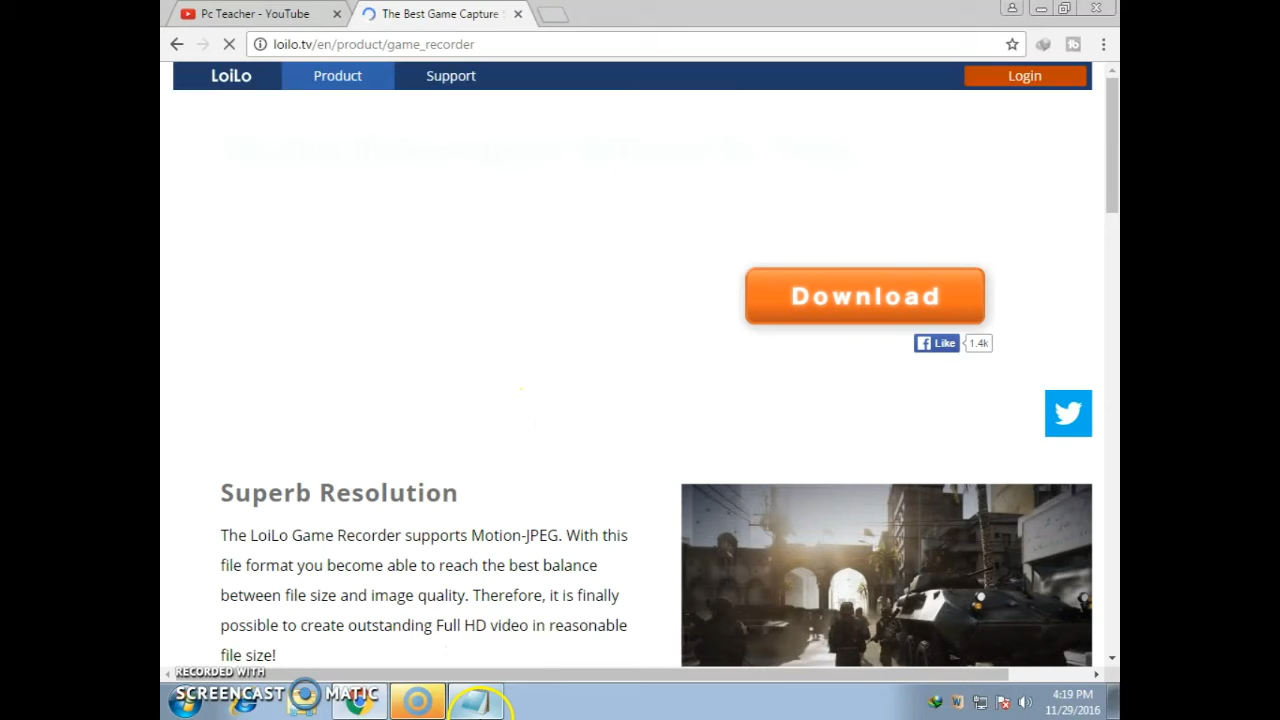 Pc Teacher - YouTube
The Best Game Capture
loilo.tv/en/product/game_recorder
LoiLo Product Support Login
Download
Like 1.4k
Superb Resolution
The LoiLo Game Recorder supports Motion-JPEG. With this
file format you become able to reach the best balance
between file size and image quality. Therefore, it is finally
possible to create outstanding Full HD video in reasonable
file size!
RECORDED WITH
SCREENCAST MATIC
4:19 PM
11/29/2016